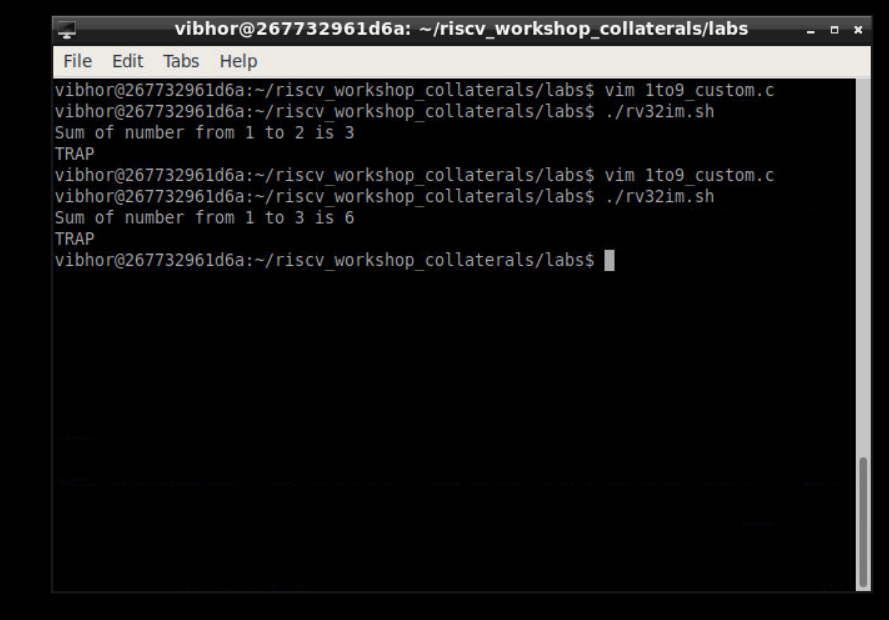 vibhor@267732961d6a: ~/riscv_workshop_collaterals/labs
File Edit Tabs Help
vibhor@267732961d6a:~/riscv_workshop_collaterals/labs$ vim 1to9_custom.c
vibhor@267732961d6a:~/riscv_workshop_collaterals/labs$ ./rv32im.sh
Sum of number from 1 to 2 is 3
TRAP
vibhor@267732961d6a:~/riscv_workshop_collaterals/labs$ vim 1to9_custom.c
vibhor@267732961d6a:~/riscv_workshop_collaterals/labs$ ./rv32im.sh
Sum of number from 1 to 3 is 6
TRAP
vibhor@267732961d6a:~/riscv_workshop_collaterals/labs$